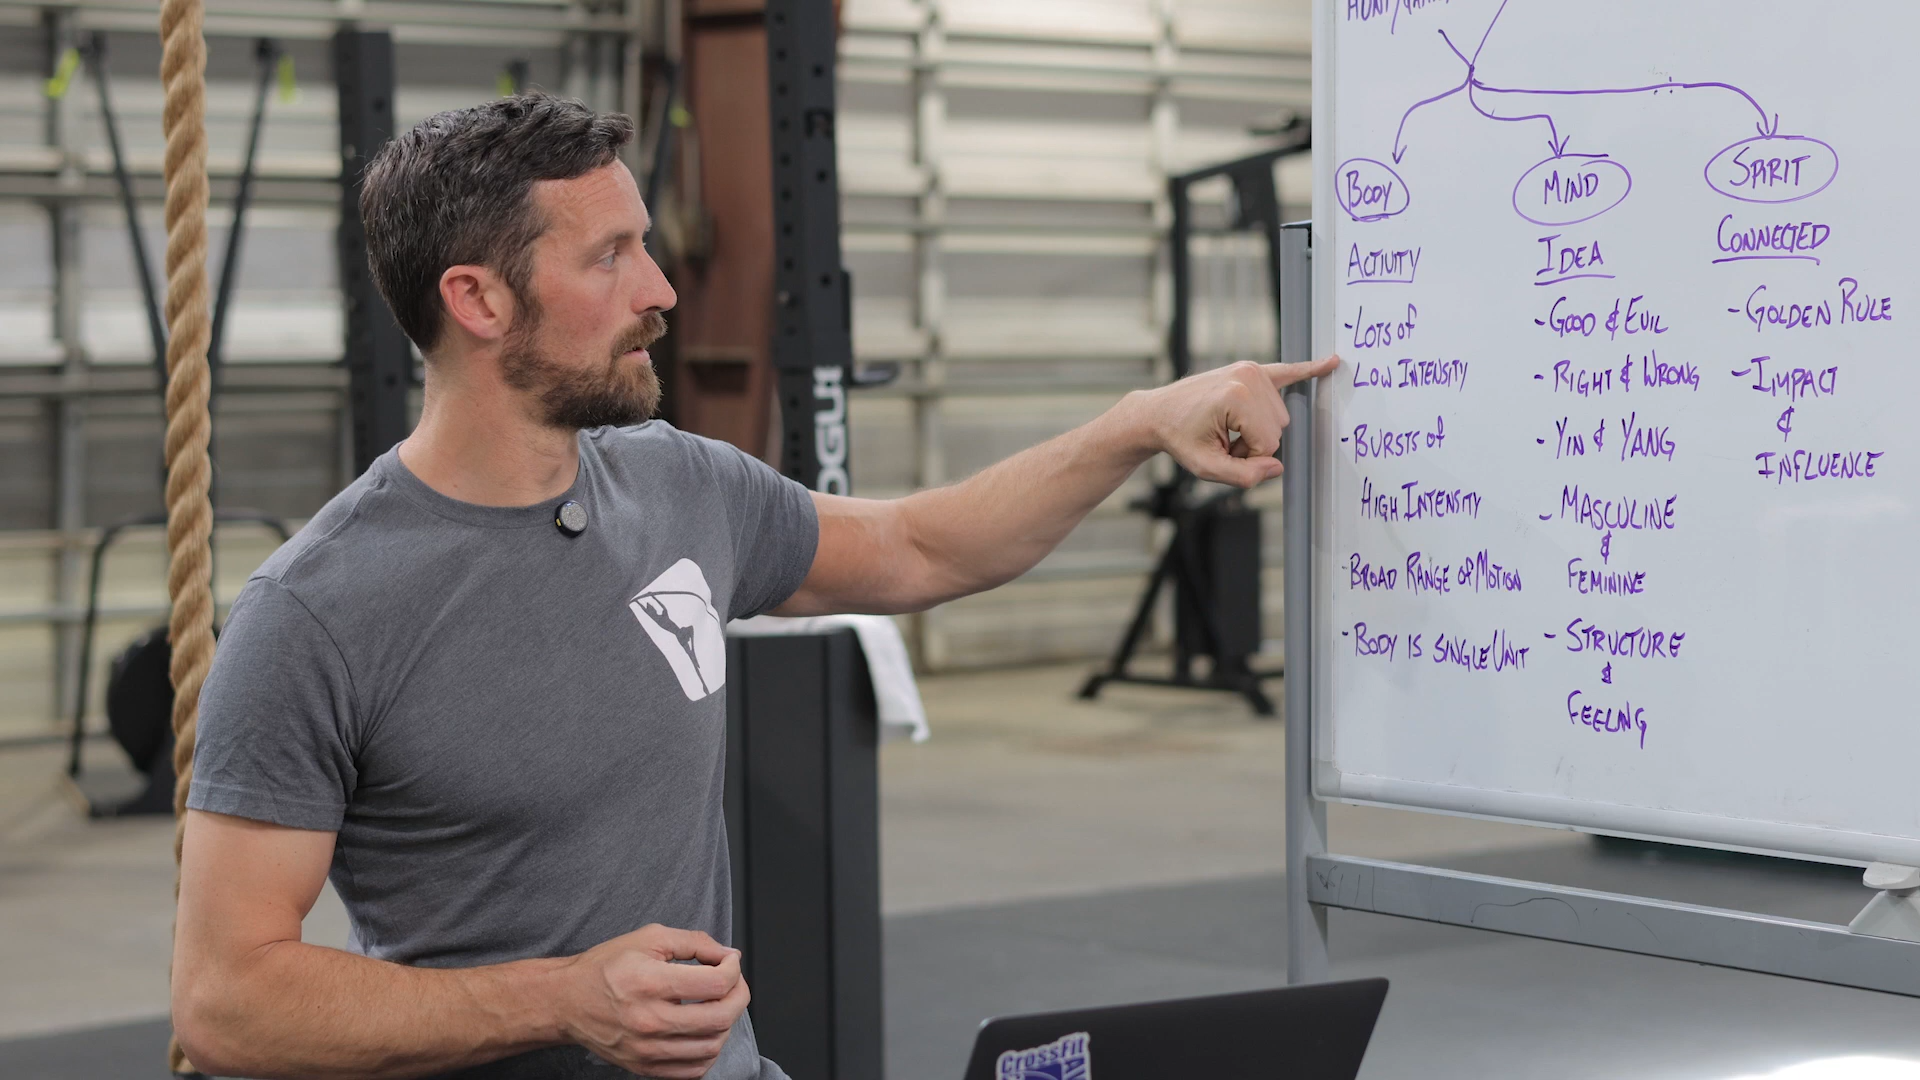 BODY
ACTIVITY
-LOTS OF
LOW INTENSITY
-BURSTS OF
HIGH INTENSITY
-BROAD RANGE OF MOTION
-BODY IS SINGLE UNIT
MIND
IDEA
-GOOD & EVIL
-RIGHT & WRONG
-YIN & YANG
-MASCULINE
&
FEMININE
-STRUCTURE
&
FEELING
SPIRIT
CONNECTED
-GOLDEN RULE
-IMPACT
&
INFLUENCE
CrossFit